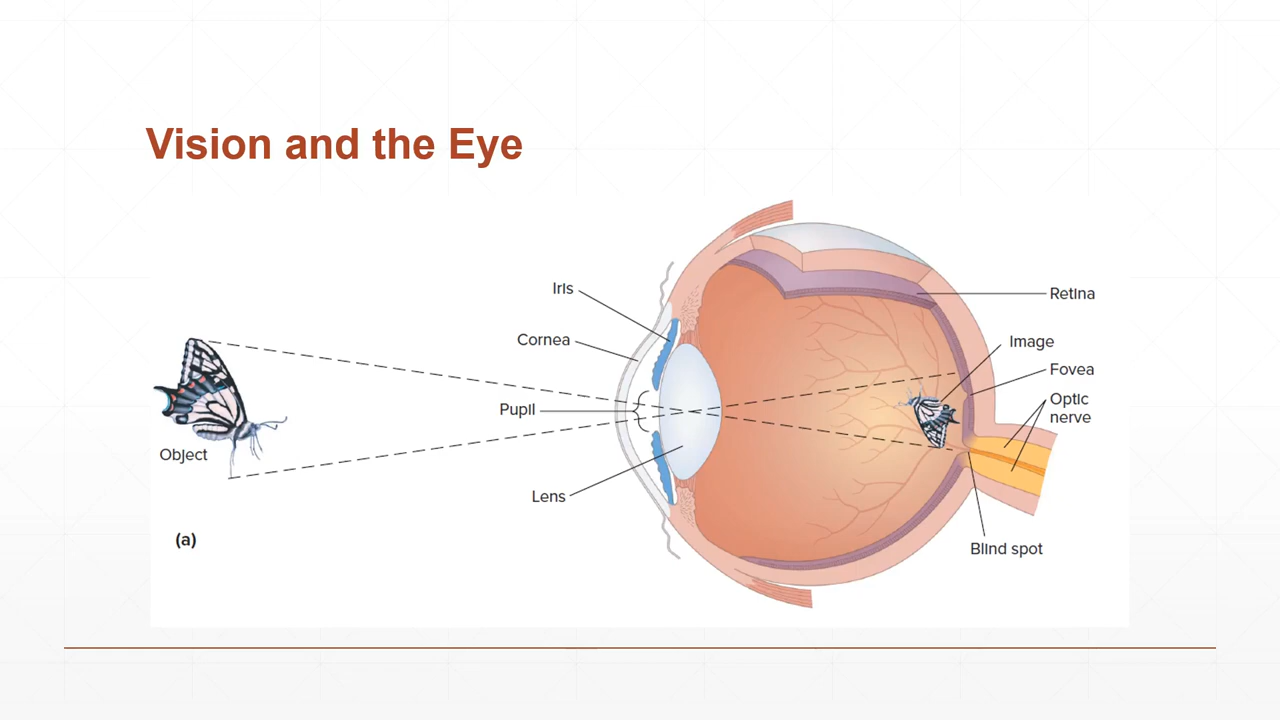 Vision and the Eye
Iris
Cornea
Pupil
Lens
Object
(a)
Retina
Image
Fovea
Optic
nerve
Blind spot